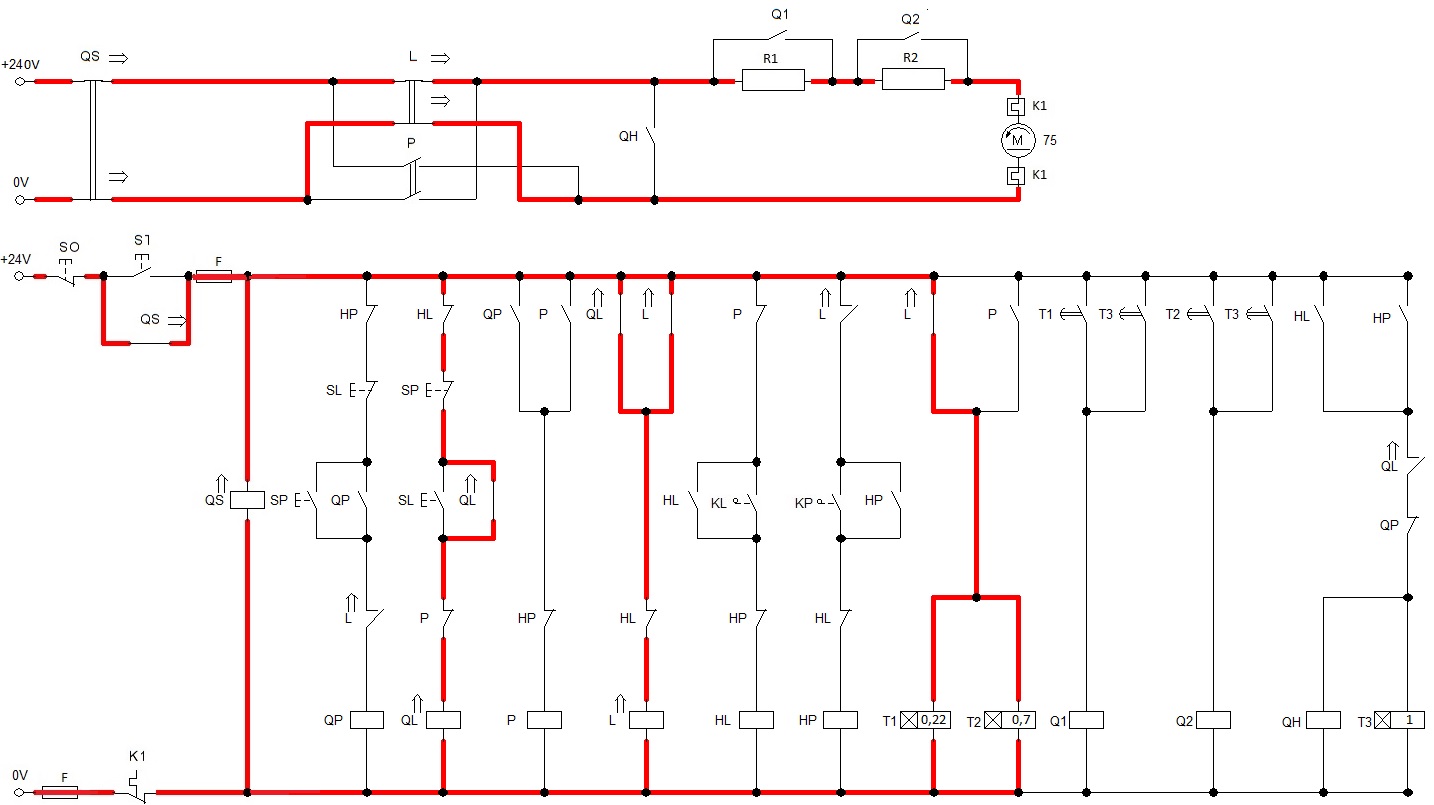 Q1 Q2
QS L
+240V R1 R2
K1
QH P M 75
K1
0V
SO S1
+24V F
QS
HP HL QP P QL L P L L P T1 T3 T2 T3 HL HP
SL SP
QL
QS SP QP SL QL HL KL KP HP
QP
L P HP HL HP HL
QP QL P L HL HP T1 0,22 T2 0,7 Q1 Q2 QH T3 1
K1
0V F